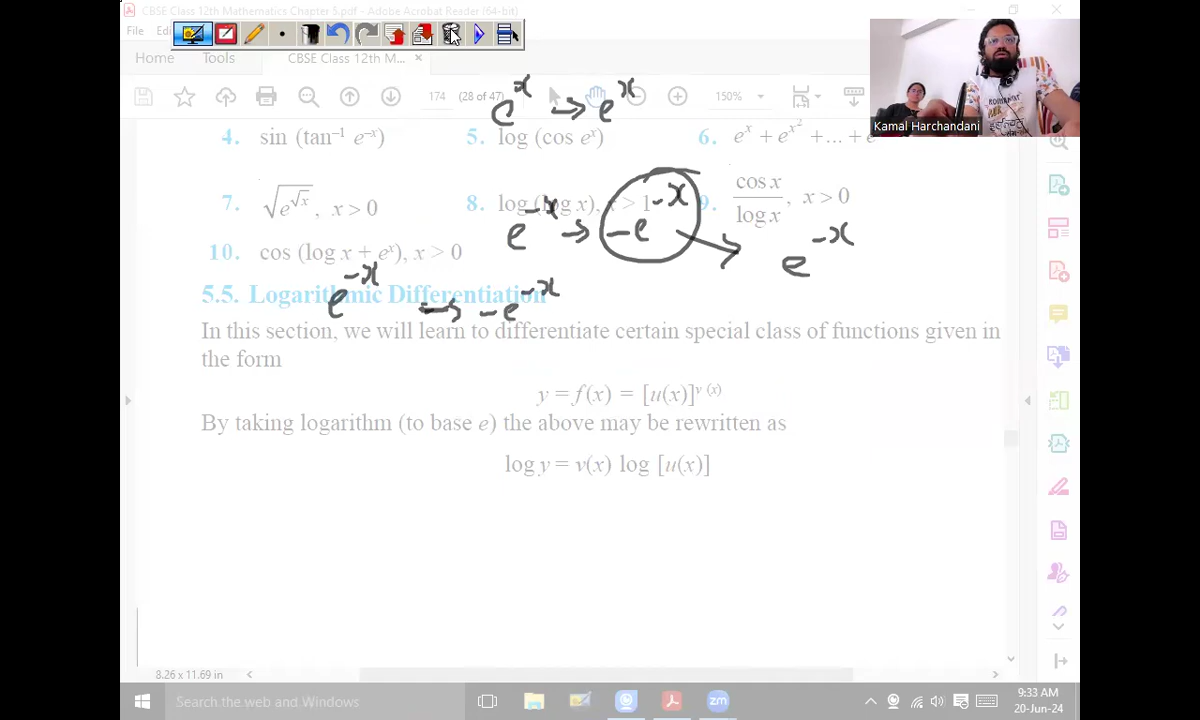 CBSE Class 12th Mathematics Chapter 5.pdf - Adobe Acrobat Reader (64-bit)
File
Home Tools CBSE Class 12th M... ×
174 (28 of 47) 150%
e^x → e^x
4. sin (tan⁻¹ e⁻ˣ) 5. log (cos eˣ) 6. eˣ + eˣ² + ... + e
7. √e^√x, x > 0 8. log (log x), x > 1 9. cos x / log x, x > 0
e^-x → -e^-x → e^-x
10. cos (log x + eˣ), x > 0
e^-x → -e^-x
5.5. Logarithmic Differentiation
In this section, we will learn to differentiate certain special class of functions given in
the form
y = f(x) = [u(x)]^v (x)
By taking logarithm (to base e) the above may be rewritten as
log y = v(x) log [u(x)]
Kamal Harchandani
8.26 x 11.69 in
Search the web and Windows
zm
9:33 AM
20-Jun-24